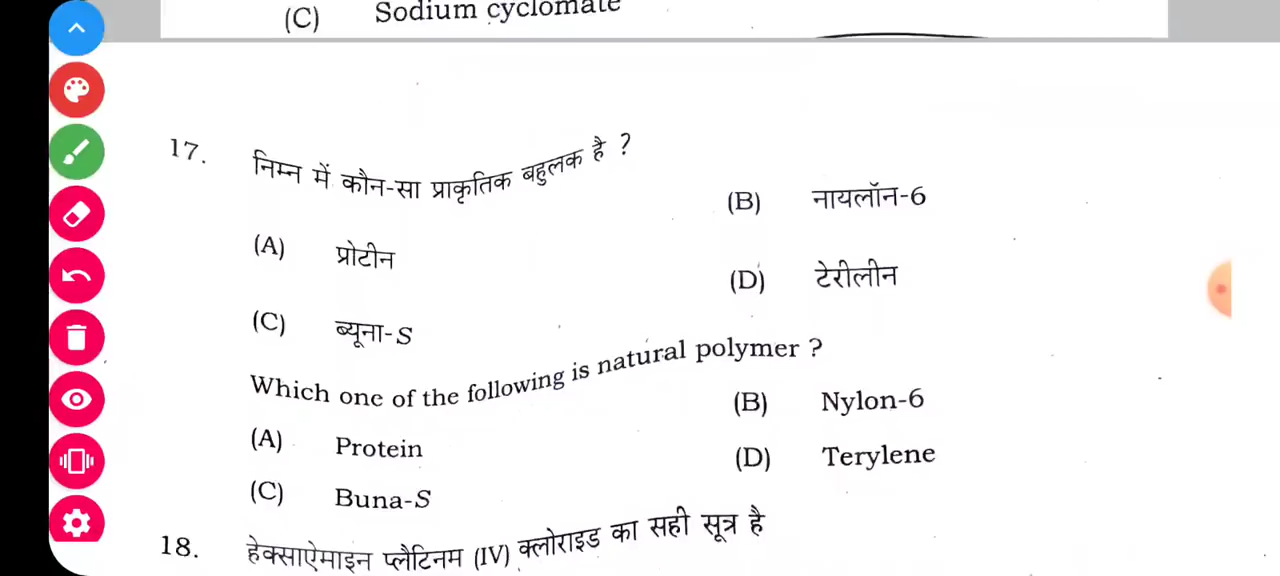 (C) Sodium cyclomate
17. निम्न में कौन-सा प्राकृतिक बहुलक है ?
(A) प्रोटीन (B) नायलॉन-6
(C) ब्यूना-S (D) टेरीलीन
Which one of the following is natural polymer ?
(A) Protein (B) Nylon-6
(C) Buna-S (D) Terylene
18. हेक्साऐमाइन प्लैटिनम (IV) क्लोराइड का सही सूत्र है